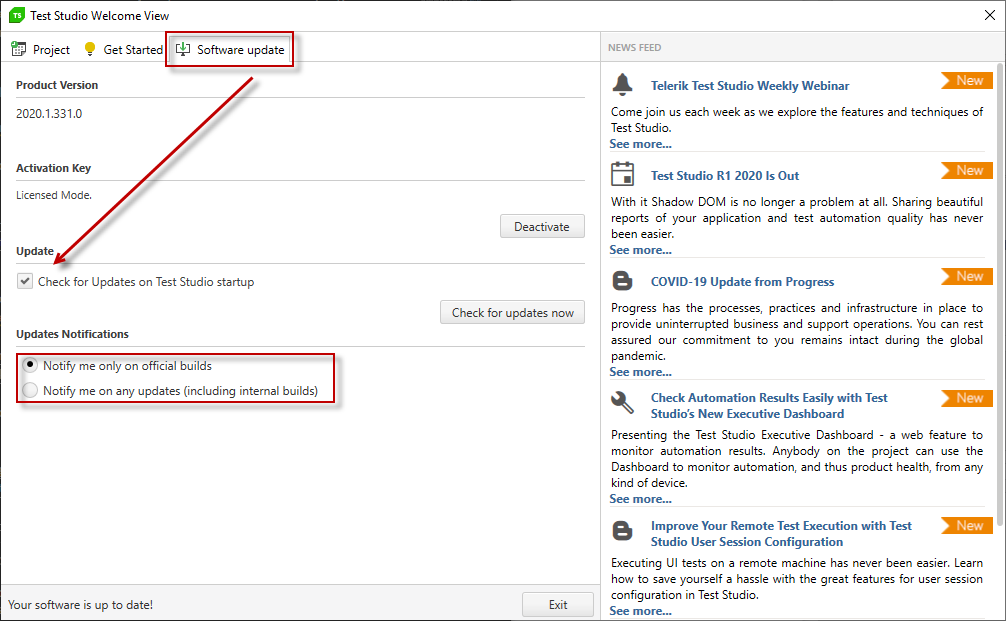 TS Test Studio Welcome View
Project Get Started Software update
Product Version
2020.1.331.0
Activation Key
Licensed Mode.
Deactivate
Update
Check for Updates on Test Studio startup
Check for updates now
Updates Notifications
Notify me only on official builds
Notify me on any updates (including internal builds)
Your software is up to date!
Exit
NEWS FEED
Telerik Test Studio Weekly Webinar
New
Come join us each week as we explore the features and techniques of
Test Studio.
See more...
Test Studio R1 2020 Is Out
New
With it Shadow DOM is no longer a problem at all. Sharing beautiful
reports of your application and test automation quality has never
been easier.
See more...
COVID-19 Update from Progress
New
Progress has the processes, practices and infrastructure in place to
provide uninterrupted business and support operations. You can rest
assured our commitment to you remains intact during the global
pandemic.
See more...
Check Automation Results Easily with Test
Studio's New Executive Dashboard
New
Presenting the Test Studio Executive Dashboard - a web feature to
monitor automation results. Anybody on the project can use the
Dashboard to monitor automation, and thus product health, from any
kind of device.
See more...
Improve Your Remote Test Execution with Test
Studio User Session Configuration
New
Executing UI tests on a remote machine has never been easier. Learn
how to save yourself a hassle with the great features for user session
configuration in Test Studio.
See more...